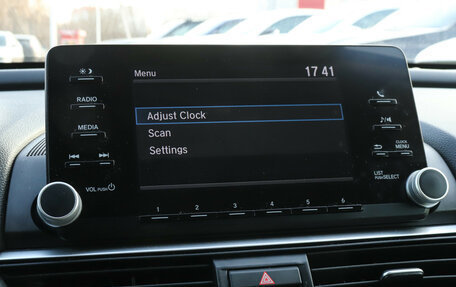 Menu 17 41
RADIO
MEDIA
VOL PUSH
Adjust Clock
Scan
Settings
CLOCK
MENU
LIST
PUSH SELECT
1 2 3 4 5 6